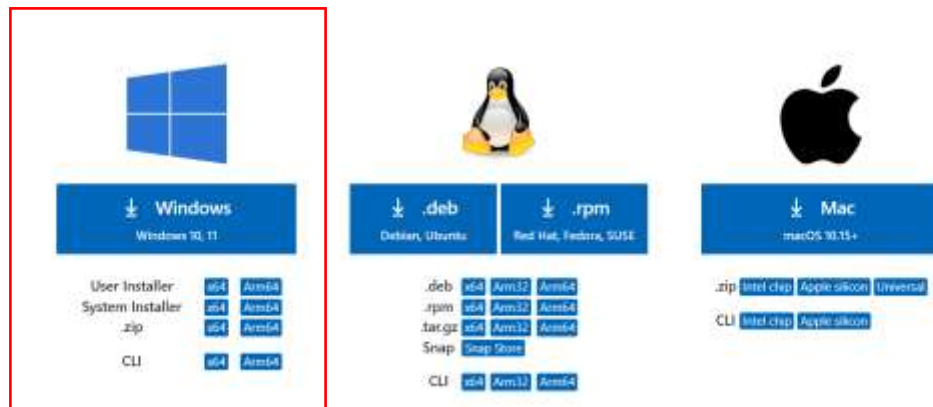 Windows
Windows 10, 11
User Installer x64 Arm64
System Installer x64 Arm64
.zip x64 Arm64
CLI x64 Arm64
.deb
Debian, Ubuntu
.rpm
Red Hat, Fedora, SUSE
.deb x64 Arm32 Arm64
.rpm x64 Arm32 Arm64
.tar.gz x64 Arm32 Arm64
Snap Snap Store
CLI x64 Arm32 Arm64
Mac
macOS 10.15+
.zip Intel chip Apple silicon Universal
CLI Intel chip Apple silicon